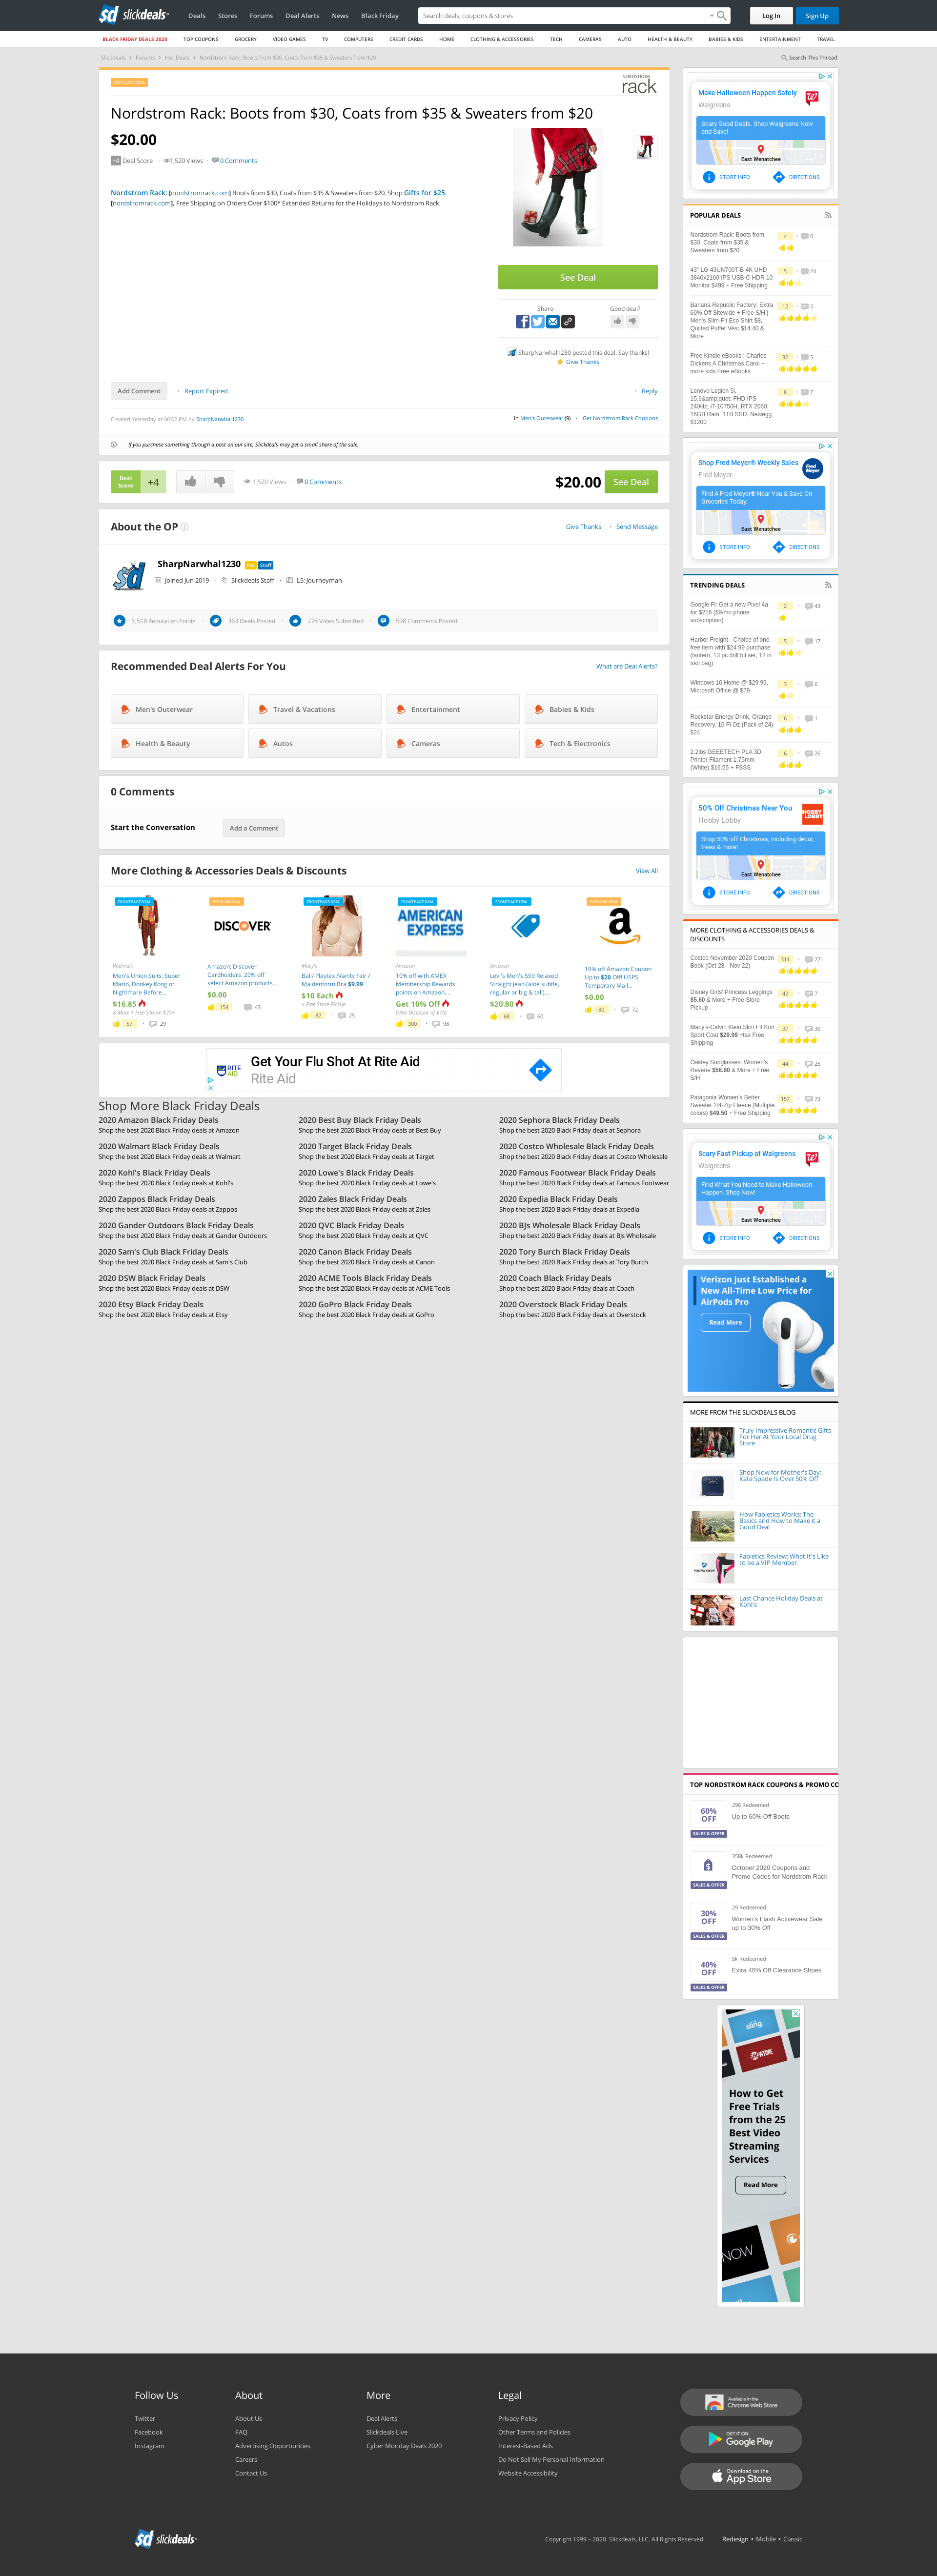 slickdeals
Deals Stores Forums Deal Alerts News Black Friday
Search deals, coupons & stores
Log In Sign Up
BLACK FRIDAY DEALS 2020 TOP COUPONS GROCERY VIDEO GAMES TV COMPUTERS CREDIT CARDS HOME CLOTHING & ACCESSORIES TECH CAMERAS AUTO HEALTH & BEAUTY BABIES & KIDS ENTERTAINMENT TRAVEL
Slickdeals Forums Hot Deals Nordstrom Rack: Boots from $30, Coats from $35 & Sweaters from $20
Search This Thread
POPULAR DEAL
NORDSTROM
rack
Nordstrom Rack: Boots from $30, Coats from $35 & Sweaters from $20
$20.00
+4 Deal Score 1,520 Views 0 Comments
Nordstrom Rack: [nordstromrack.com] Boots from $30, Coats from $35 & Sweaters from $20. Shop Gifts for $25
[nordstromrack.com]. Free Shipping on Orders Over $100* Extended Returns for the Holidays to Nordstrom Rack
See Deal
Share
Good deal?
SharpNarwhal1230 posted this deal. Say thanks!
Give Thanks
Add Comment Report Expired Reply
Created Yesterday at 06:02 PM by SharpNarwhal1230
in Men's Outerwear (9) Get Nordstrom Rack Coupons
If you purchase something through a post on our site, Slickdeals may get a small share of the sale.
Deal Score +4 1,520 Views 0 Comments $20.00 See Deal
About the OP
Give Thanks Send Message
SharpNarwhal1230 Pro Staff
Joined Jun 2019 Slickdeals Staff L5: Journeyman
1,518 Reputation Points 363 Deals Posted 278 Votes Submitted 598 Comments Posted
Recommended Deal Alerts For You
What are Deal Alerts?
Men's Outerwear Travel & Vacations Entertainment Babies & Kids
Health & Beauty Autos Cameras Tech & Electronics
0 Comments
Start the Conversation Add a Comment
More Clothing & Accessories Deals & Discounts
View All
FRONTPAGE DEAL
Walmart
Men's Union Suits: Super
Mario, Donkey Kong or
Nightmare Before...
$16.85
& More + Free S/H on $35+
57 29
POPULAR DEAL
DISCOVER
Amazon: Discover
Cardholders: 20% off
select Amazon products...
$0.00
154 43
FRONTPAGE DEAL
Macy's
Bali/ Playtex /Vanity Fair /
Maidenform Bra $9.99
$10 Each
+ Free Store Pickup
82 25
FRONTPAGE DEAL
AMERICAN
EXPRESS
Amazon
10% off with AMEX
Membership Rewards
points on Amazon....
Get 10% Off
(Max Discount of $10)
300 98
FRONTPAGE DEAL
Amazon
Levi's Men's 559 Relaxed
Straight Jean (aloe subtle,
regular or big & tall)...
$20.80
68 60
POPULAR DEAL
a
10% off Amazon Coupon
Up to $20 Off! USPS
Temporary Mail...
$0.00
80 72
RITE AID
Get Your Flu Shot At Rite Aid
Rite Aid
Shop More Black Friday Deals
2020 Amazon Black Friday Deals
Shop the best 2020 Black Friday deals at Amazon
2020 Best Buy Black Friday Deals
Shop the best 2020 Black Friday deals at Best Buy
2020 Sephora Black Friday Deals
Shop the best 2020 Black Friday deals at Sephora
2020 Walmart Black Friday Deals
Shop the best 2020 Black Friday deals at Walmart
2020 Target Black Friday Deals
Shop the best 2020 Black Friday deals at Target
2020 Costco Wholesale Black Friday Deals
Shop the best 2020 Black Friday deals at Costco Wholesale
2020 Kohl's Black Friday Deals
Shop the best 2020 Black Friday deals at Kohl's
2020 Lowe's Black Friday Deals
Shop the best 2020 Black Friday deals at Lowe's
2020 Famous Footwear Black Friday Deals
Shop the best 2020 Black Friday deals at Famous Footwear
2020 Zappos Black Friday Deals
Shop the best 2020 Black Friday deals at Zappos
2020 Zales Black Friday Deals
Shop the best 2020 Black Friday deals at Zales
2020 Expedia Black Friday Deals
Shop the best 2020 Black Friday deals at Expedia
2020 Gander Outdoors Black Friday Deals
Shop the best 2020 Black Friday deals at Gander Outdoors
2020 QVC Black Friday Deals
Shop the best 2020 Black Friday deals at QVC
2020 BJs Wholesale Black Friday Deals
Shop the best 2020 Black Friday deals at BJs Wholesale
2020 Sam's Club Black Friday Deals
Shop the best 2020 Black Friday deals at Sam's Club
2020 Canon Black Friday Deals
Shop the best 2020 Black Friday deals at Canon
2020 Tory Burch Black Friday Deals
Shop the best 2020 Black Friday deals at Tory Burch
2020 DSW Black Friday Deals
Shop the best 2020 Black Friday deals at DSW
2020 ACME Tools Black Friday Deals
Shop the best 2020 Black Friday deals at ACME Tools
2020 Coach Black Friday Deals
Shop the best 2020 Black Friday deals at Coach
2020 Etsy Black Friday Deals
Shop the best 2020 Black Friday deals at Etsy
2020 GoPro Black Friday Deals
Shop the best 2020 Black Friday deals at GoPro
2020 Overstock Black Friday Deals
Shop the best 2020 Black Friday deals at Overstock
Make Halloween Happen Safely
Walgreens
Scary Good Deals. Shop Walgreens Now
and Save!
East Wenatchee
STORE INFO DIRECTIONS
POPULAR DEALS
Nordstrom Rack: Boots from
$30, Coats from $35 &
Sweaters from $20
4 0
43" LG 43UN700T-B 4K UHD
3840x2160 IPS USB-C HDR 10
Monitor $499 + Free Shipping
5 24
Banana Republic Factory: Extra
60% Off Sitewide + Free S/H |
Men's Slim-Fit Eco Shirt $8,
Quilted Puffer Vest $14.40 &
More
12 5
Free Kindle eBooks : Charles
Dickens A Christmas Carol +
more kids Free eBooks
32 5
Lenovo Legion 5i,
15.6&amp;quot; FHD IPS
240Hz, i7-10750H, RTX 2060,
16GB Ram, 1TB SSD, Newegg,
$1200
8 7
Shop Fred Meyer® Weekly Sales
Fred Meyer
Find A Fred Meyer® Near You & Save On
Groceries Today.
East Wenatchee
STORE INFO DIRECTIONS
TRENDING DEALS
Google Fi: Get a new Pixel 4a
for $216 ($9/mo phone
subscription)
2 43
Harbor Freight - Choice of one
free item with $24.99 purchase
(lantern, 13 pc drill bit set, 12 in
tool bag)
5 17
Windows 10 Home @ $29.99,
Microsoft Office @ $79
3 6
Rockstar Energy Drink, Orange
Recovery, 16 Fl Oz (Pack of 24)
$24
6 1
2.2lbs GEEETECH PLA 3D
Printer Filament 1.75mm
(White) $16.55 + FSSS
6 26
50% Off Christmas Near You
Hobby Lobby
HOBBY LOBBY
Shop 50% off Christmas, including decor,
trees & more!
East Wenatchee
STORE INFO DIRECTIONS
MORE CLOTHING & ACCESSORIES DEALS &
DISCOUNTS
Costco November 2020 Coupon
Book (Oct 28 - Nov 22)
311 221
Disney Girls' Princess Leggings
$5.60 & More + Free Store
Pickup
42 7
Macy's-Calvin Klein Slim Fit Knit
Sport Coat $29.99 +tax Free
Shipping
37 30
Oakley Sunglasses: Women's
Reverie $58.80 & More + Free
S/H
44 25
Patagonia Women's Better
Sweater 1/4-Zip Fleece (Multiple
colors) $49.50 + Free Shipping
157 73
Scary Fast Pickup at Walgreens
Walgreens
Find What You Need to Make Halloween
Happen. Shop Now!
East Wenatchee
STORE INFO DIRECTIONS
Verizon Just Established a
New All-Time Low Price for
AirPods Pro
Read More
MORE FROM THE SLICKDEALS BLOG
Truly Impressive Romantic Gifts
For Her At Your Local Drug
Store
Shop Now for Mother's Day:
Kate Spade Is Over 50% Off
How Fabletics Works: The
Basics and How to Make it a
Good Deal
Fabletics Review: What It's Like
to be a VIP Member
Last Chance Holiday Deals at
Kohl's
TOP NORDSTROM RACK COUPONS & PROMO CO
60%
OFF
SALES & OFFER
296 Redeemed
Up to 60% Off Boots
SALES & OFFER
358k Redeemed
October 2020 Coupons and
Promo Codes for Nordstrom Rack
30%
OFF
SALES & OFFER
29 Redeemed
Women's Flash Activewear Sale
up to 30% Off
40%
OFF
SALES & OFFER
5k Redeemed
Extra 40% Off Clearance Shoes
sling
SHOWTIME
How to Get
Free Trials
from the 25
Best Video
Streaming
Services
Read More
NOW
Follow Us
Twitter
Facebook
Instagram
About
About Us
FAQ
Advertising Opportunities
Careers
Contact Us
More
Deal Alerts
Slickdeals Live
Cyber Monday Deals 2020
Legal
Privacy Policy
Other Terms and Policies
Interest-Based Ads
Do Not Sell My Personal Information
Website Accessibility
Available in the
Chrome Web Store
GET IT ON
Google Play
Download on the
App Store
slickdeals
Copyright 1999 - 2020. Slickdeals, LLC. All Rights Reserved. Redesign • Mobile • Classic